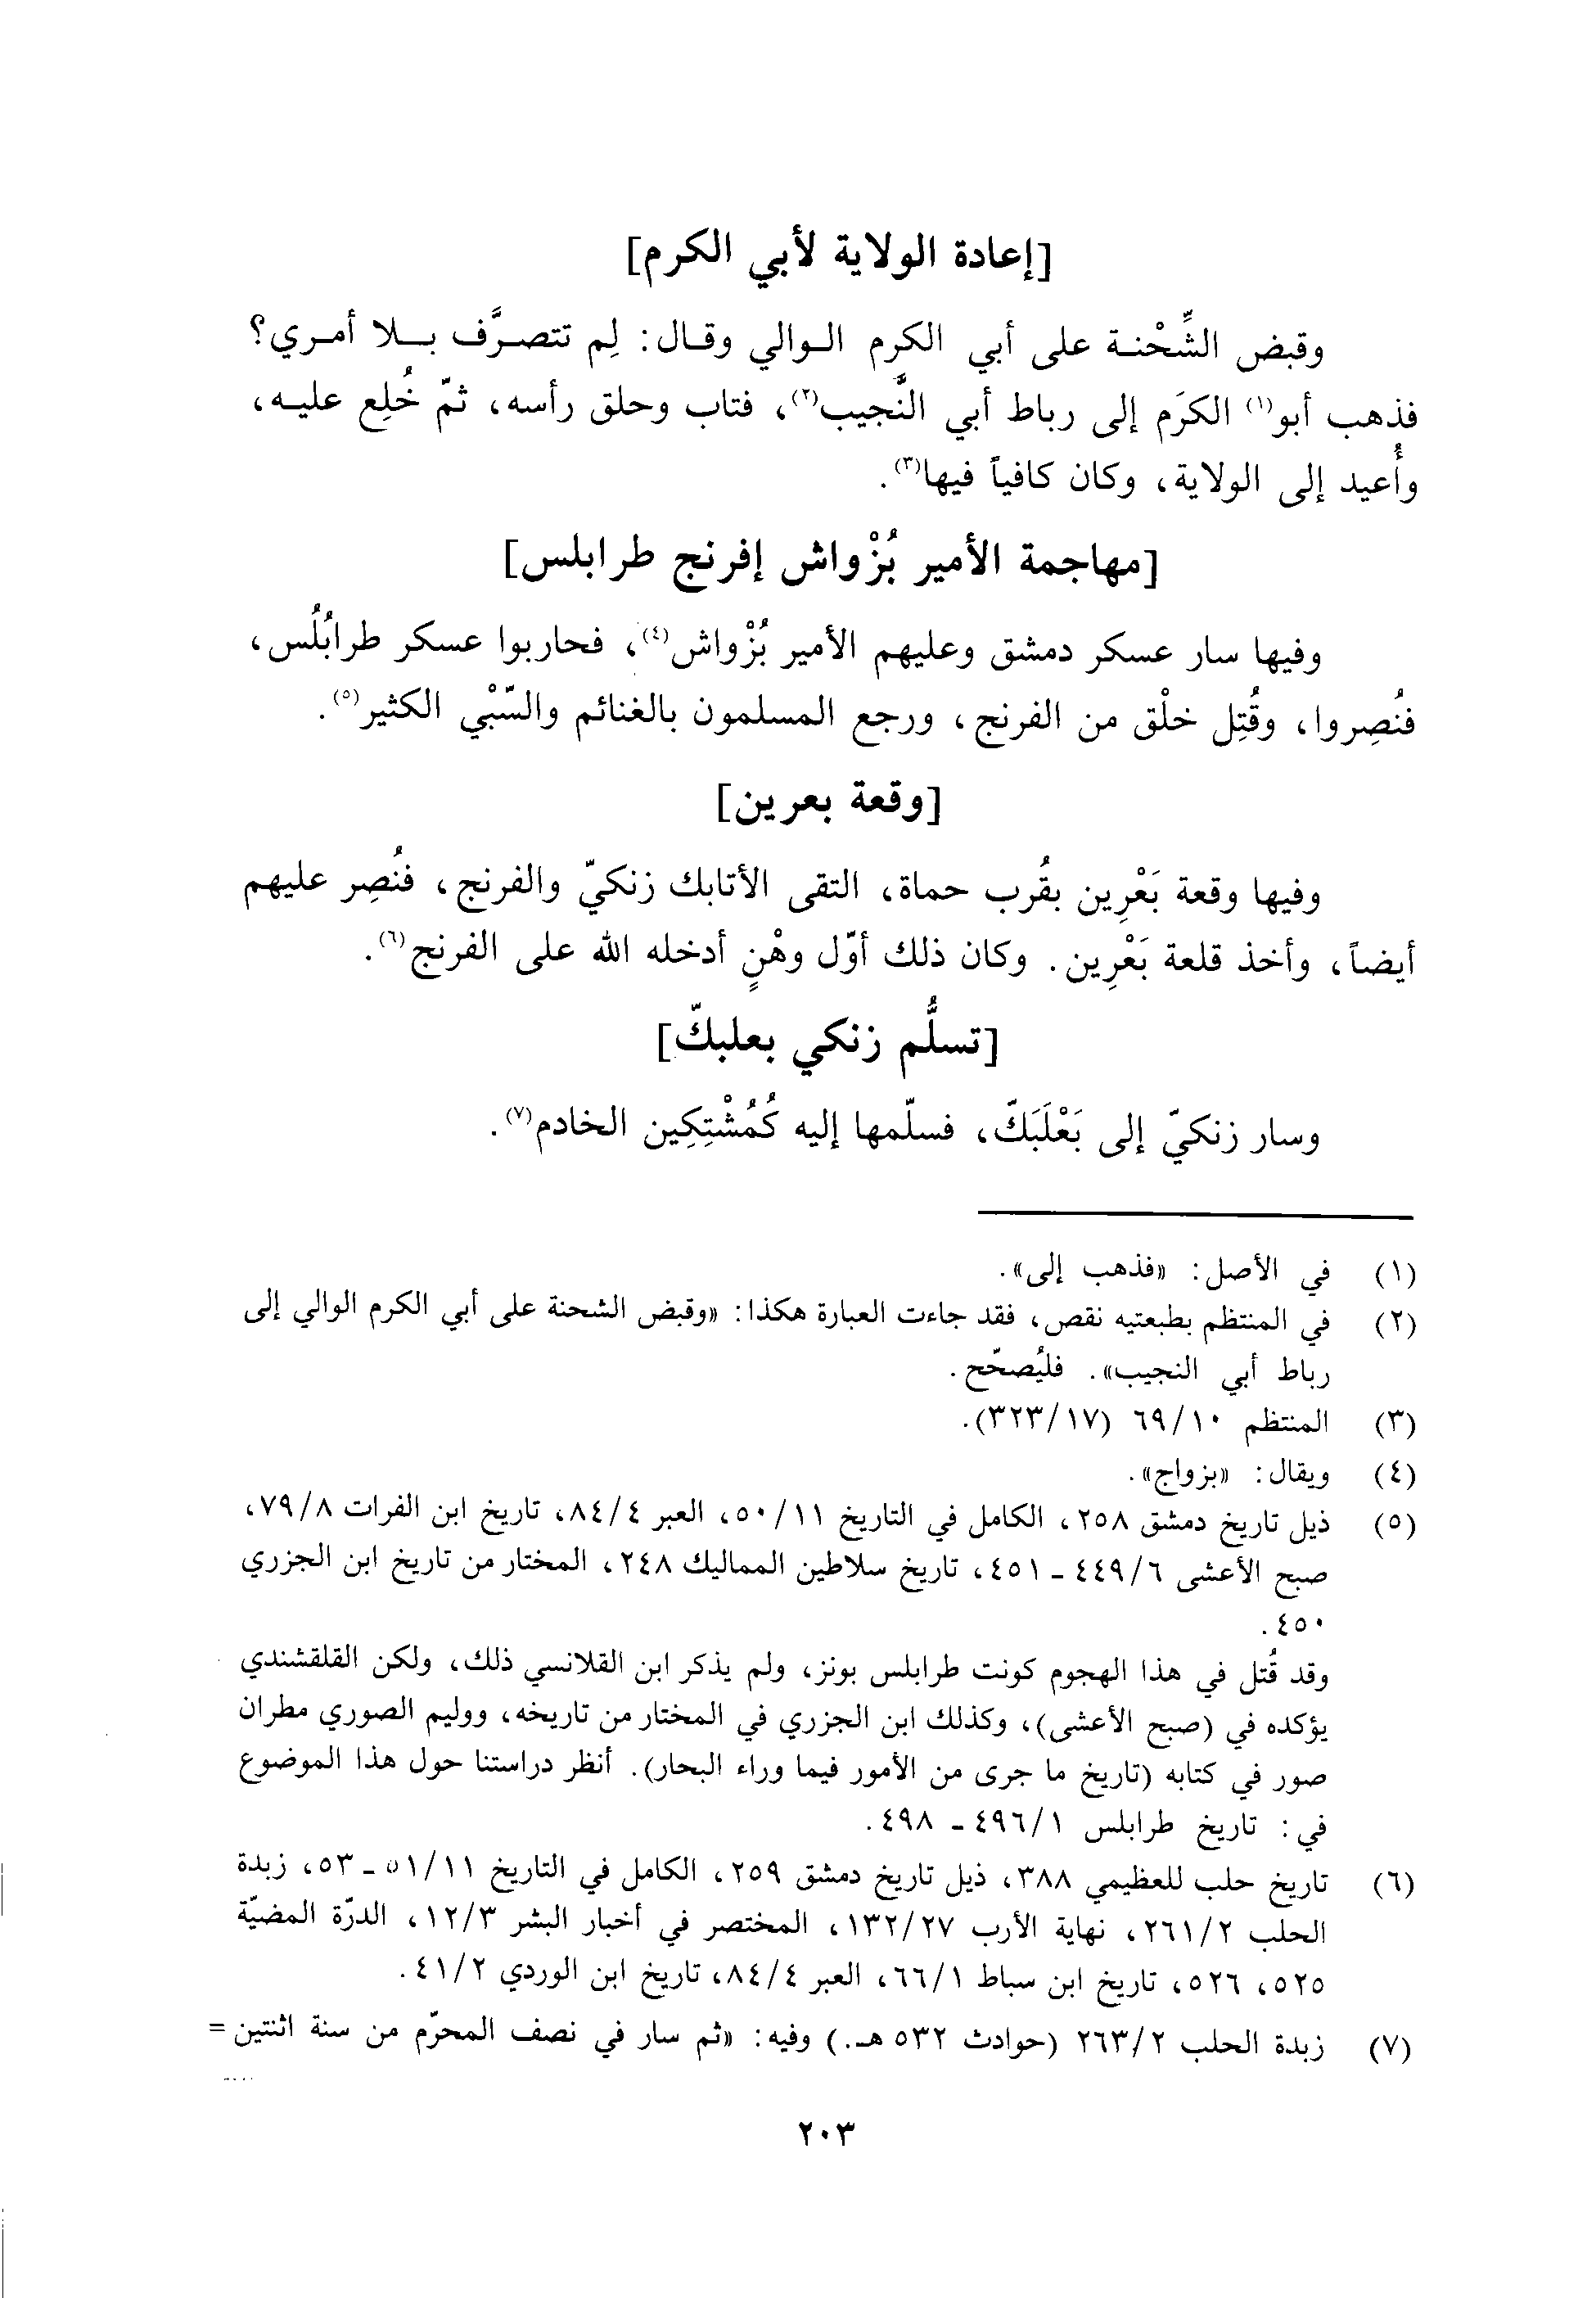 [إعادة الولاية لأبي الكرم]
وقبض الشِّحْنة على أبي الكرم الوالي وقال: لِم تتصرَّف بلا أمري؟
فذهب أبو(١) الكرَم إلى رباط أبي النَّجيب(٢)، فتاب وحلق رأسه، ثمّ خُلِع عليه،
وأُعيد إلى الولاية، وكان كافياً فيها(٣).
[مهاجمة الأمير بُزْواش إفرنج طرابلس]
وفيها سار عسكر دمشق وعليهم الأمير بُزْواش(٤)، فحاربوا عسكر طرابُلُس،
فنُصِروا، وقُتِل خلْق من الفرنج، ورجع المسلمون بالغنائم والسَّبْي الكثير(٥).
[وقعة بعرين]
وفيها وقعة بَعْرِين بقُرب حماة، التقى الأتابك زنكيّ والفرنج، فنُصِر عليهم
أيضاً، وأخذ قلعة بَعْرِين. وكان ذلك أوّل وهْنٍ أدخله الله على الفرنج(٦).
[تسلُّم زنكي بعلبكّ]
وسار زنكيّ إلى بَعْلَبَكّ، فسلّمها إليه كُمُشْتِكِين الخادم(٧).
(١) في الأصل: «فذهب إلى».
(٢) في المنتظم بطبعتيه نقص، فقد جاءت العبارة هكذا: «وقبض الشحنة على أبي الكرم الوالي إلى
رباط أبي النجيب». فليُصحّح.
(٣) المنتظم ٦٩/١٠ (٣٢٣/١٧).
(٤) ويقال: «بزواج».
(٥) ذيل تاريخ دمشق ٢٥٨، الكامل في التاريخ ٥٠/١١، العبر ٨٤/٤، تاريخ ابن الفرات ٧٩/٨،
صبح الأعشى ٤٤٩/٦ - ٤٥١، تاريخ سلاطين المماليك ٢٤٨، المختار من تاريخ ابن الجزري
٤٥٠.
وقد قُتل في هذا الهجوم كونت طرابلس بونز، ولم يذكر ابن القلانسي ذلك، ولكن القلقشندي
يؤكده في (صبح الأعشى)، وكذلك ابن الجزري في المختار من تاريخه، ووليم الصوري مطران
صور في كتابه (تاريخ ما جرى من الأمور فيما وراء البحار). أنظر دراستنا حول هذا الموضوع
في: تاريخ طرابلس ٤٩٦/١ - ٤٩٨.
(٦) تاريخ حلب للعظيمي ٣٨٨، ذيل تاريخ دمشق ٢٥٩، الكامل في التاريخ ٥١/١١ - ٥٣، زبدة
الحلب ٢٦١/٢، نهاية الأرب ١٣٢/٢٧، المختصر في أخبار البشر ١٢/٣، الدرّة المضيّة
٥٢٥، ٥٢٦، تاريخ ابن سباط ٦٦/١، العبر ٨٤/٤، تاريخ ابن الوردي ٤١/٢.
(٧) زبدة الحلب ٢٦٣/٢ (حوادث ٥٣٢ هـ.) وفيه: «ثم سار في نصف المحرّم من سنة اثنتين =
٢٠٣